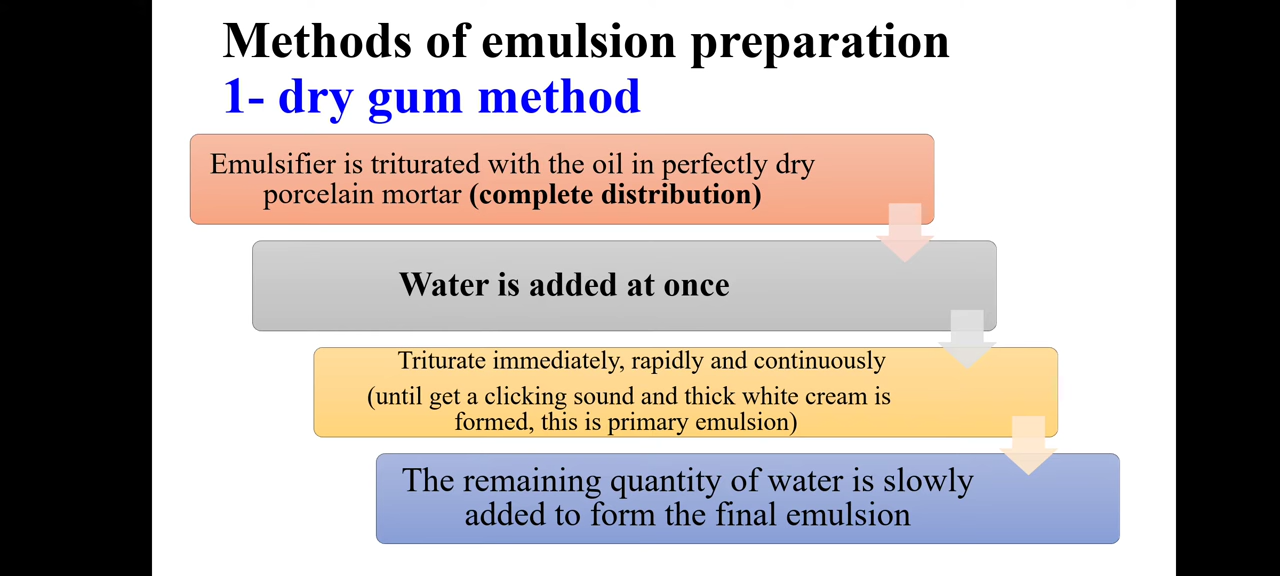 Methods of emulsion preparation
1- dry gum method
Emulsifier is triturated with the oil in perfectly dry
porcelain mortar (complete distribution)
Water is added at once
Triturate immediately, rapidly and continuously
(until get a clicking sound and thick white cream is
formed, this is primary emulsion)
The remaining quantity of water is slowly
added to form the final emulsion